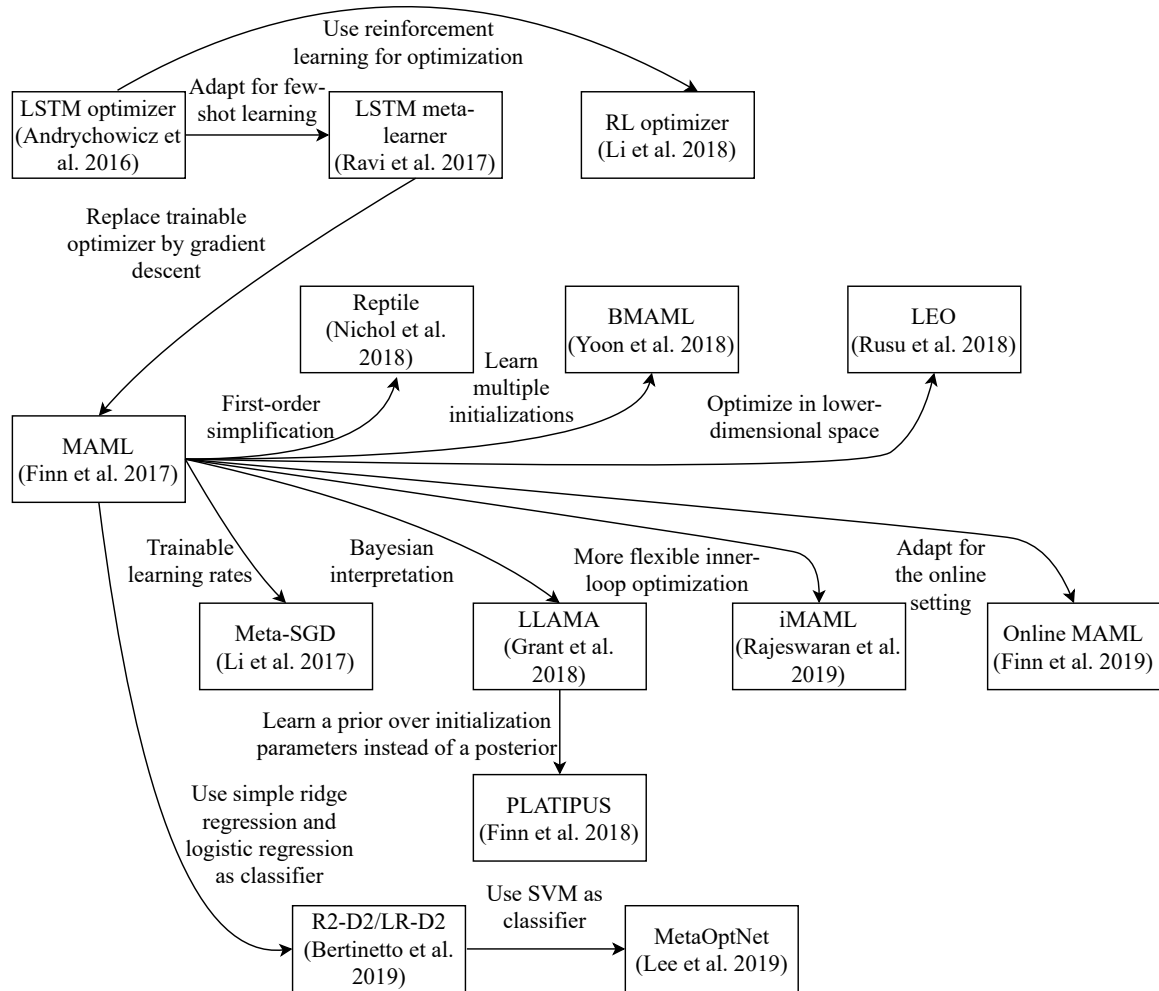 Use reinforcement
learning for optimization
LSTM optimizer
(Andrychowicz et
al. 2016)
Adapt for few-
shot learning
LSTM meta-
learner
(Ravi et al. 2017)
RL optimizer
(Li et al. 2018)
Replace trainable
optimizer by gradient
descent
Reptile
(Nichol et al.
2018)
BMAML
(Yoon et al. 2018)
LEO
(Rusu et al. 2018)
First-order
simplification
Learn
multiple
initializations
Optimize in lower-
dimensional space
MAML
(Finn et al. 2017)
Trainable
learning rates
Bayesian
interpretation
More flexible inner-
loop optimization
Adapt for
the online
setting
Meta-SGD
(Li et al. 2017)
LLAMA
(Grant et al.
2018)
iMAML
(Rajeswaran et al.
2019)
Online MAML
(Finn et al. 2019)
Learn a prior over initialization
parameters instead of a posterior
PLATIPUS
(Finn et al. 2018)
Use simple ridge
regression and
logistic regression
as classifier
R2-D2/LR-D2
(Bertinetto et al.
2019)
Use SVM as
classifier
MetaOptNet
(Lee et al. 2019)